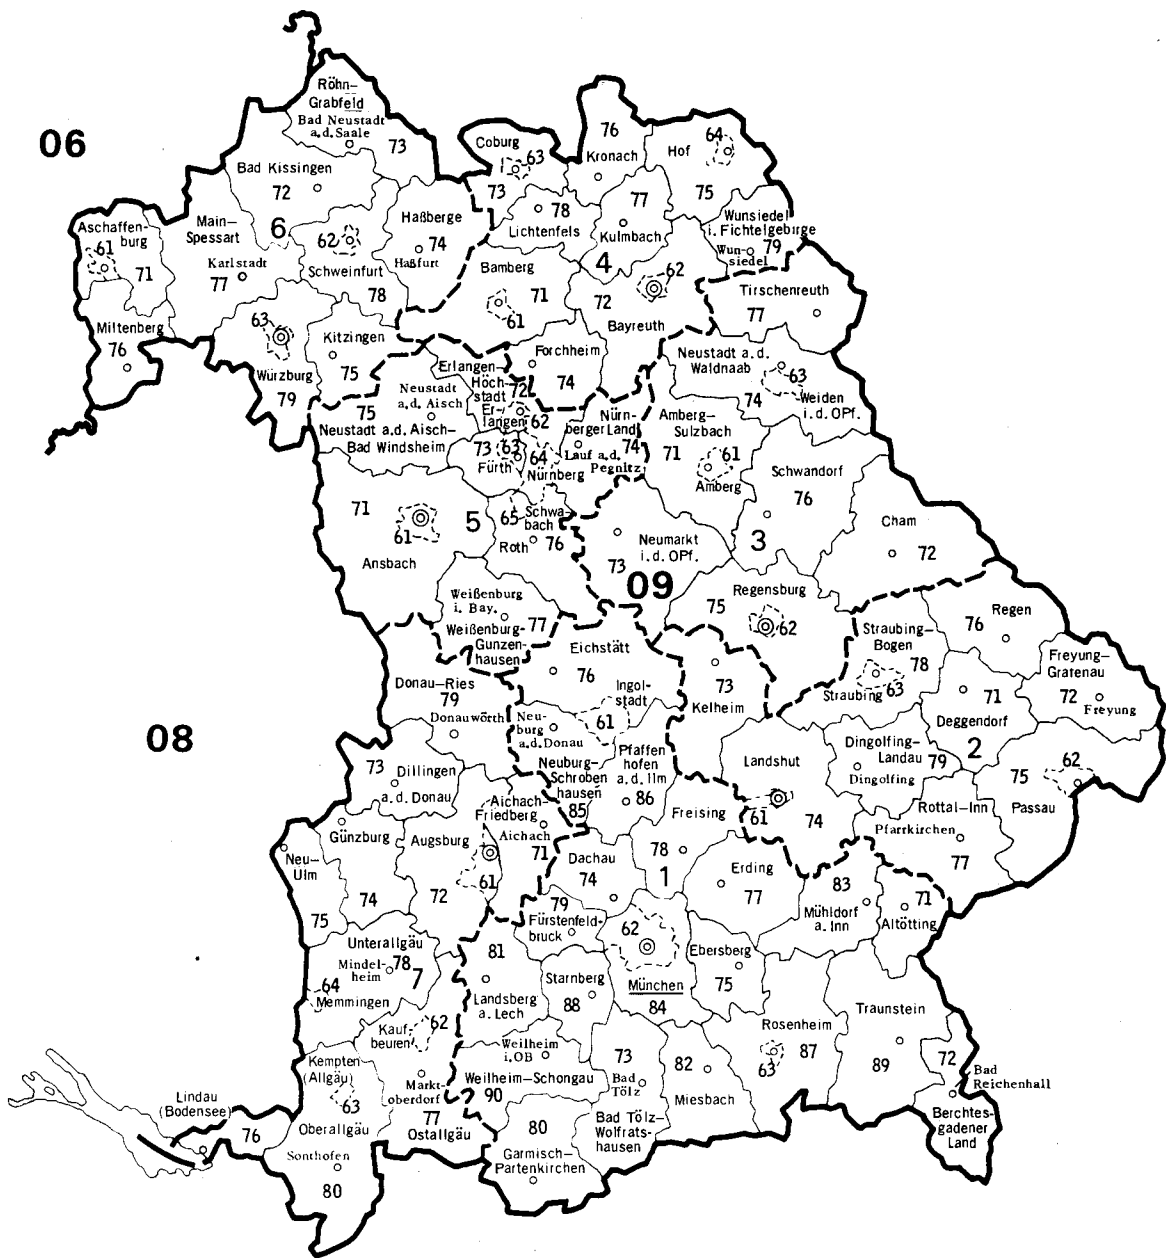 Röhn–
Grabfeld
Bad Neustadt
a.d.Saale
73
06
Bad Kissingen
72
6
Coburg
63
73
76
Kronach
Hof
64
75
78
Lichtenfels
77
Kulmbach
4
Wunsiedel
i. Fichtelgebirge
Wun-
siedel
79
Aschaffen-
burg
61
71
Main–
Spessart
Karlstadt
77
62
Schweinfurt
78
Haßberge
74
Haßfurt
Bamberg
71
61
72
62
Bayreuth
Tirschenreuth
77
Miltenberg
76
63
Würzburg
79
Kitzingen
75
Forchheim
74
Neustadt a.d.
Waldnaab
63
74
Weiden
i.d.OPf.
Neustadt
a.d. Aisch
75
Neustadt a.d. Aisch–
Bad Windsheim
Erlangen-
Höch-
stadt
72
Er-
langen
62
73
63
Fürth
64
Nürnberg
Nürn-
berger Land
74
Lauf a.d.
Pegnitz
Amberg–
Sulzbach
71
61
Amberg
Schwandorf
76
71
61
Ansbach
5
65
Schwa-
bach
Roth
76
Neumarkt
i.d.OPf.
73
3
Cham
72
09
Weißenburg
i. Bay.
77
Weißenburg-
Gunzen-
hausen
75
Regensburg
62
Straubing–
Bogen
78
Straubing
63
76
Regen
Freyung–
Grafenau
72
Freyung
71
Deggendorf
2
Eichstätt
76
Ingol-
stadt
61
73
Kelheim
Donau–Ries
79
Donauwörth
Neu-
burg
a.d.Donau
Neuburg-
Schroben
hausen
85
Pfaffen
hofen
a.d. Ilm
86
08
Landshut
61
74
Dingolfing–
Landau
79
Dingolfing
75
62
Passau
Rottal–Inn
Pfarrkirchen
77
73
Dillingen
a.d. Donau
Günzburg
74
Neu–
Ulm
75
Augsburg
72
61
Aichach-
Friedberg
Aichach
71
Freising
78
1
Dachau
74
Erding
77
83
Mühldorf
a. Inn
71
Altötting
79
Fürstenfeld-
bruck
62
München
84
Ebersberg
75
Unterallgäu
Mindel-
heim
78
7
64
Memmingen
81
Landsberg
a. Lech
Starnberg
88
Kauf-
beuren
62
Weilheim
i.OB
Weilheim–Schongau
90
73
Bad
Tölz
Bad Tölz–
Wolfrats-
hausen
82
Miesbach
Rosenheim
63
87
Traunstein
89
72
Bad
Reichenhall
Berchtes-
gadener
Land
Kempten
(Allgäu)
63
Oberallgäu
Sonthofen
80
Markt-
oberdorf
77
Ostallgäu
Lindau
(Bodensee)
76
80
Garmisch–
Partenkirchen